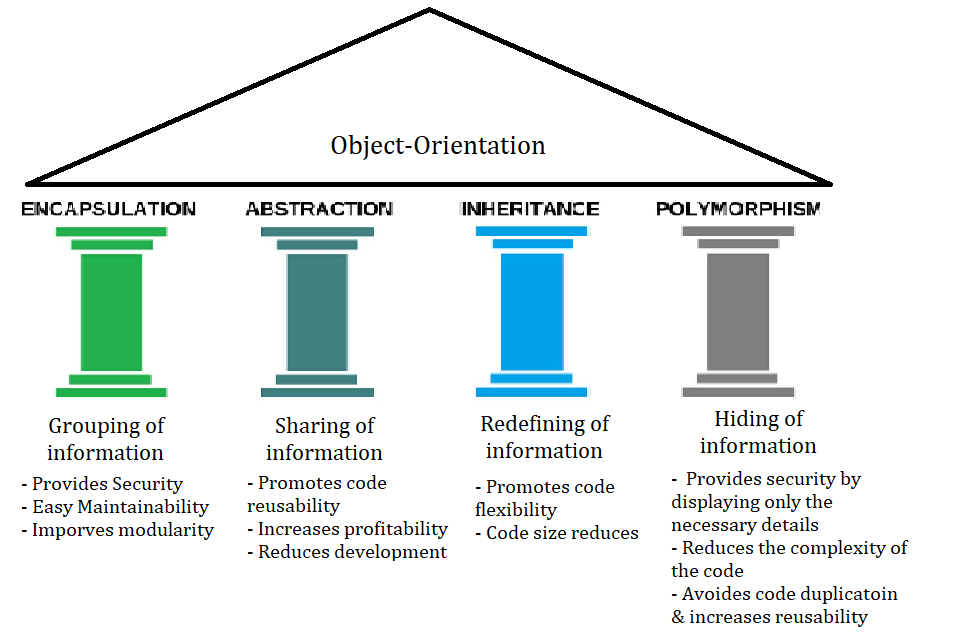 Object-Orientation
ENCAPSULATION
Grouping of
information
- Provides Security
- Easy Maintainability
- Imporves modularity
ABSTRACTION
Sharing of
information
- Promotes code
reusability
- Increases profitability
- Reduces development
INHERITANCE
Redefining of
information
- Promotes code
flexibility
- Code size reduces
POLYMORPHISM
Hiding of
information
- Provides security by
displaying only the
necessary details
- Reduces the complexity of
the code
- Avoides code duplicatoin
& increases reusability